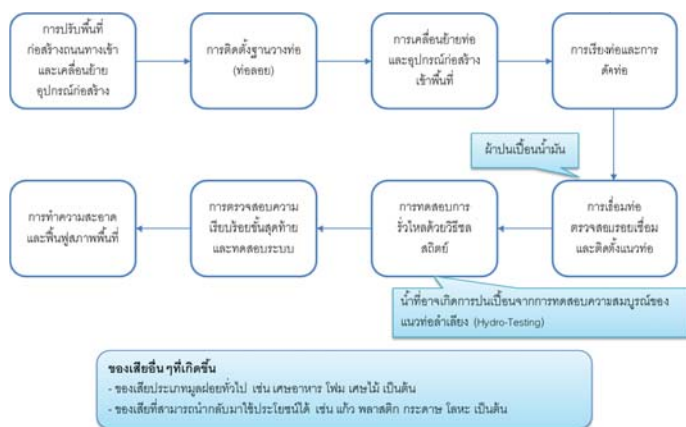 การปรับพื้นที่
ก่อสร้างถนนทางเข้า
และเคลื่อนย้าย
อุปกรณ์ก่อสร้าง
การติดตั้งฐานวางท่อ
(ท่อลอย)
การเคลื่อนย้ายท่อ
และอุปกรณ์ก่อสร้าง
เข้าพื้นที่
การเรียงท่อและการ
ดัดท่อ
ผ้าปนเปื้อนน้ำมัน
การเชื่อมท่อ
ตรวจสอบรอยเชื่อม
และติดตั้งแนวท่อ
การทดสอบการ
รั่วไหลด้วยวิธีชล
สถิตย์
การตรวจสอบความ
เรียบร้อยขั้นสุดท้าย
และทดสอบระบบ
การทำความสะอาด
และฟื้นฟูสภาพพื้นที่
น้ำที่อาจเกิดการปนเปื้อนจากการทดสอบความสมบูรณ์ของ
แนวท่อลำเลียง (Hydro-Testing)
ของเสียอื่น ๆที่เกิดขึ้น
- ของเสียประเภทมูลฝอยทั่วไป เช่น เศษอาหาร โฟม เศษไม้ เป็นต้น
- ของเสียที่สามารถนำกลับมาใช้ประโยชน์ได้ เช่น แก้ว พลาสติก กระดาษ โลหะ เป็นต้น